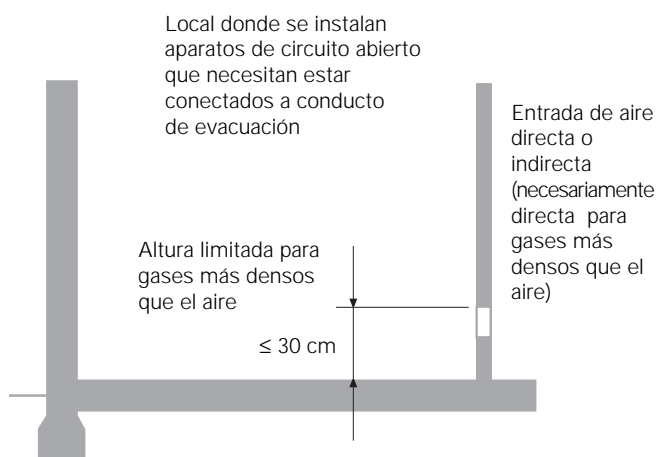 Local donde se instalan
aparatos de circuito abierto
que necesitan estar
conectados a conducto
de evacuación
Entrada de aire
directa o
indirecta
(necesariamente
directa para
gases más
densos que el
aire)
Altura limitada para
gases más densos
que el aire
≤ 30 cm